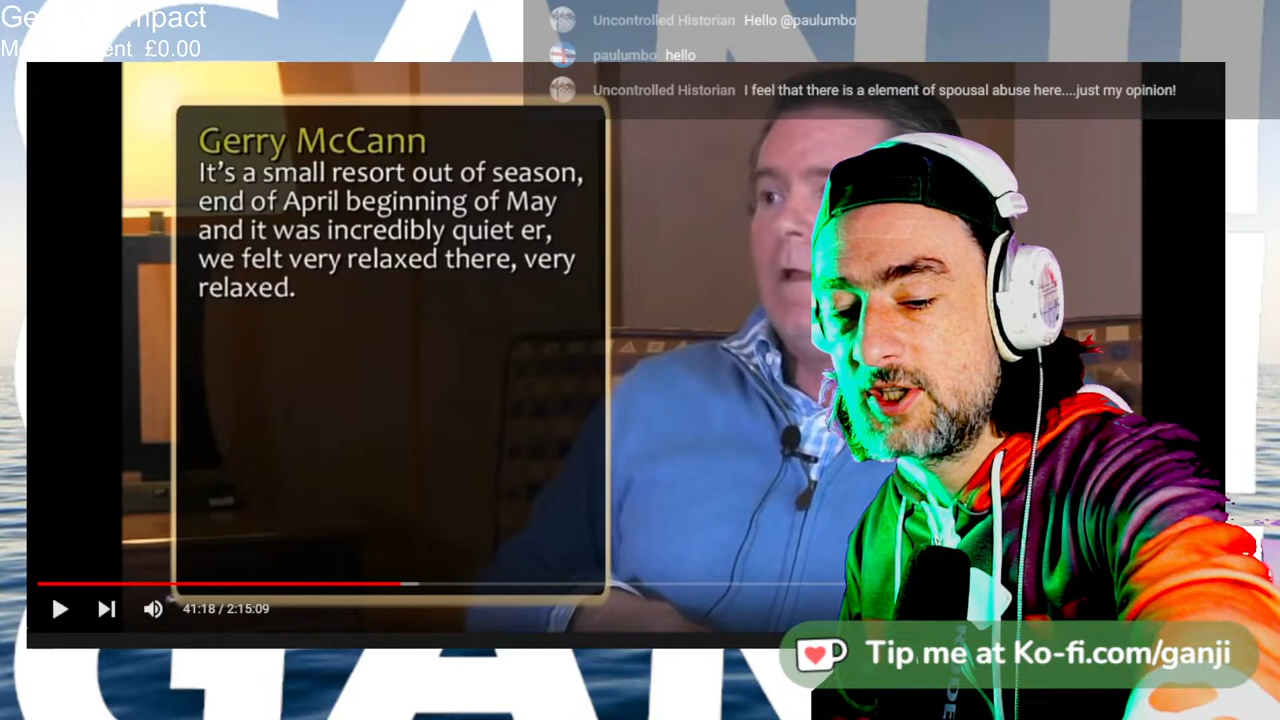 Uncontrolled Historian Hello @paulumbo
paulumbo hello
Uncontrolled Historian I feel that there is a element of spousal abuse here....just my opinion!
£0.00
Gerry McCann
It's a small resort out of season,
end of April beginning of May
and it was incredibly quiet er,
we felt very relaxed there, very
relaxed.
41:18 / 2:15:09
Tip me at Ko-fi.com/ganji